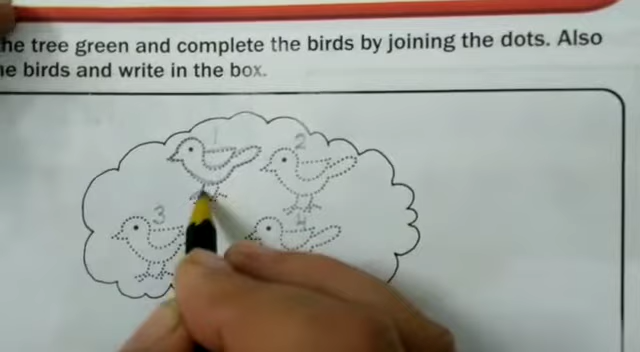 he tree green and complete the birds by joining the dots. Also
e birds and write in the box.
1
2
3
4